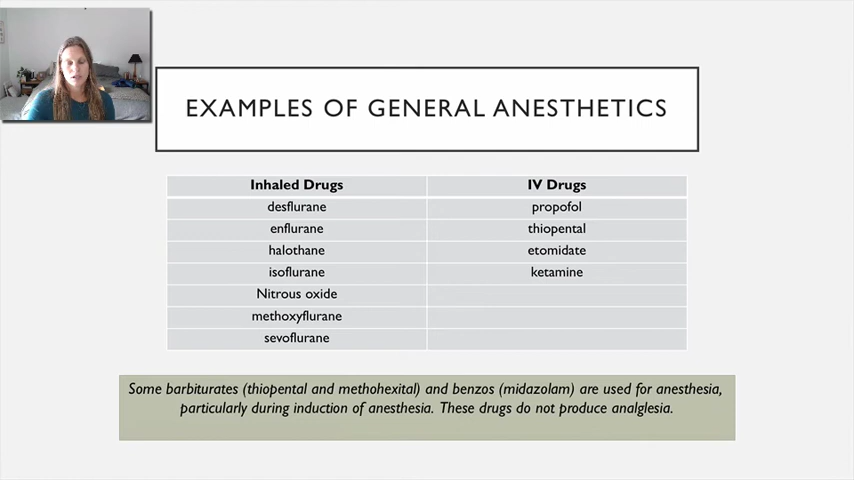 EXAMPLES OF GENERAL ANESTHETICS
Inhaled Drugs IV Drugs
desflurane propofol
enflurane thiopental
halothane etomidate
isoflurane ketamine
Nitrous oxide
methoxyflurane
sevoflurane
Some barbiturates (thiopental and methohexital) and benzos (midazolam) are used for anesthesia,
particularly during induction of anesthesia. These drugs do not produce analglesia.